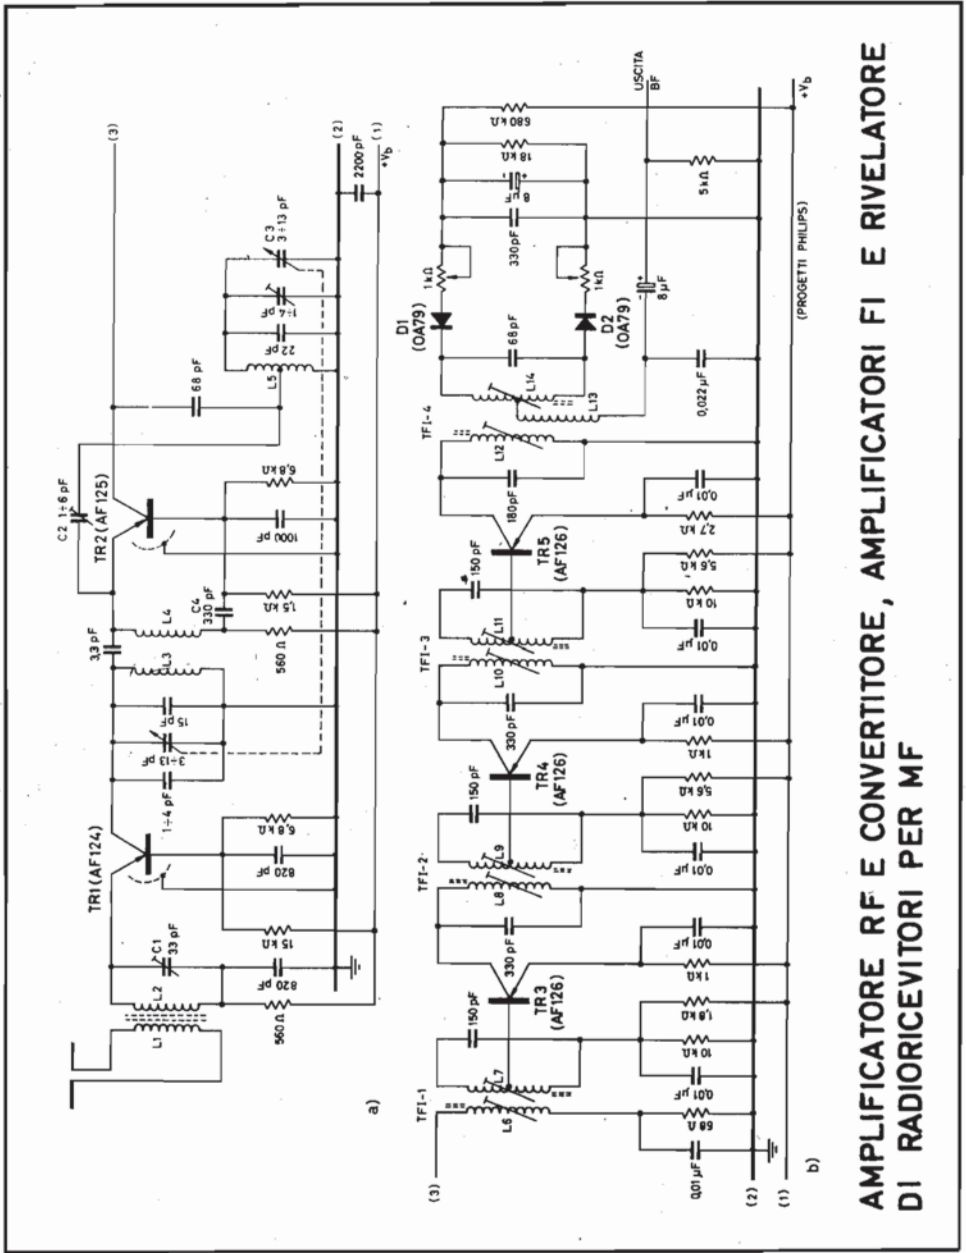 (3)
C2 1÷6 pF
TR2 (AF125)
68 pF
L5
22 pF
1÷4 pF
C3
3÷13 pF
(2)
(1)
+Vb
2200 pF
TR1 (AF124)
3,3 pF
L4
L3
15 pF
3÷13 pF
1÷4 pF
C4
330 pF
1,5 kΩ
560 Ω
1000 pF
6,8 kΩ
L1
L2
C1
33 pF
820 pF
560 Ω
15 kΩ
820 pF
6,8 kΩ
a)
TFI-1
TFI-2
TFI-3
TFI-4
(3)
L6
L7
150 pF
TR3
(AF126)
330 pF
L8
L9
150 pF
TR4
(AF126)
330 pF
L10
L11
150 pF
TR5
(AF126)
180 pF
L12
L13
L14
68 pF
D1
(OA79)
D2
(OA79)
1 kΩ
1 kΩ
330 pF
8 μF
18 kΩ
680 kΩ
USCITA
BF
8 μF
5 kΩ
0,01 μF
68 Ω
0,01 μF
10 kΩ
1,8 kΩ
1 kΩ
0,01 μF
0,01 μF
10 kΩ
5,6 kΩ
1 kΩ
0,01 μF
0,01 μF
10 kΩ
5,6 kΩ
2,7 kΩ
0,01 μF
0,022 μF
(2)
(1)
+Vb
b)
(PROGETTI PHILIPS)
AMPLIFICATORE RF E CONVERTITORE, AMPLIFICATORI FI E RIVELATORE
DI RADIORICEVITORI PER MF